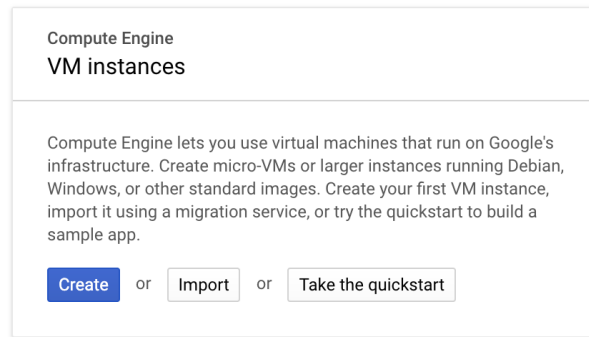 Compute Engine
VM instances
Compute Engine lets you use virtual machines that run on Google's
infrastructure. Create micro-VMs or larger instances running Debian,
Windows, or other standard images. Create your first VM instance,
import it using a migration service, or try the quickstart to build a
sample app.
Create or Import or Take the quickstart